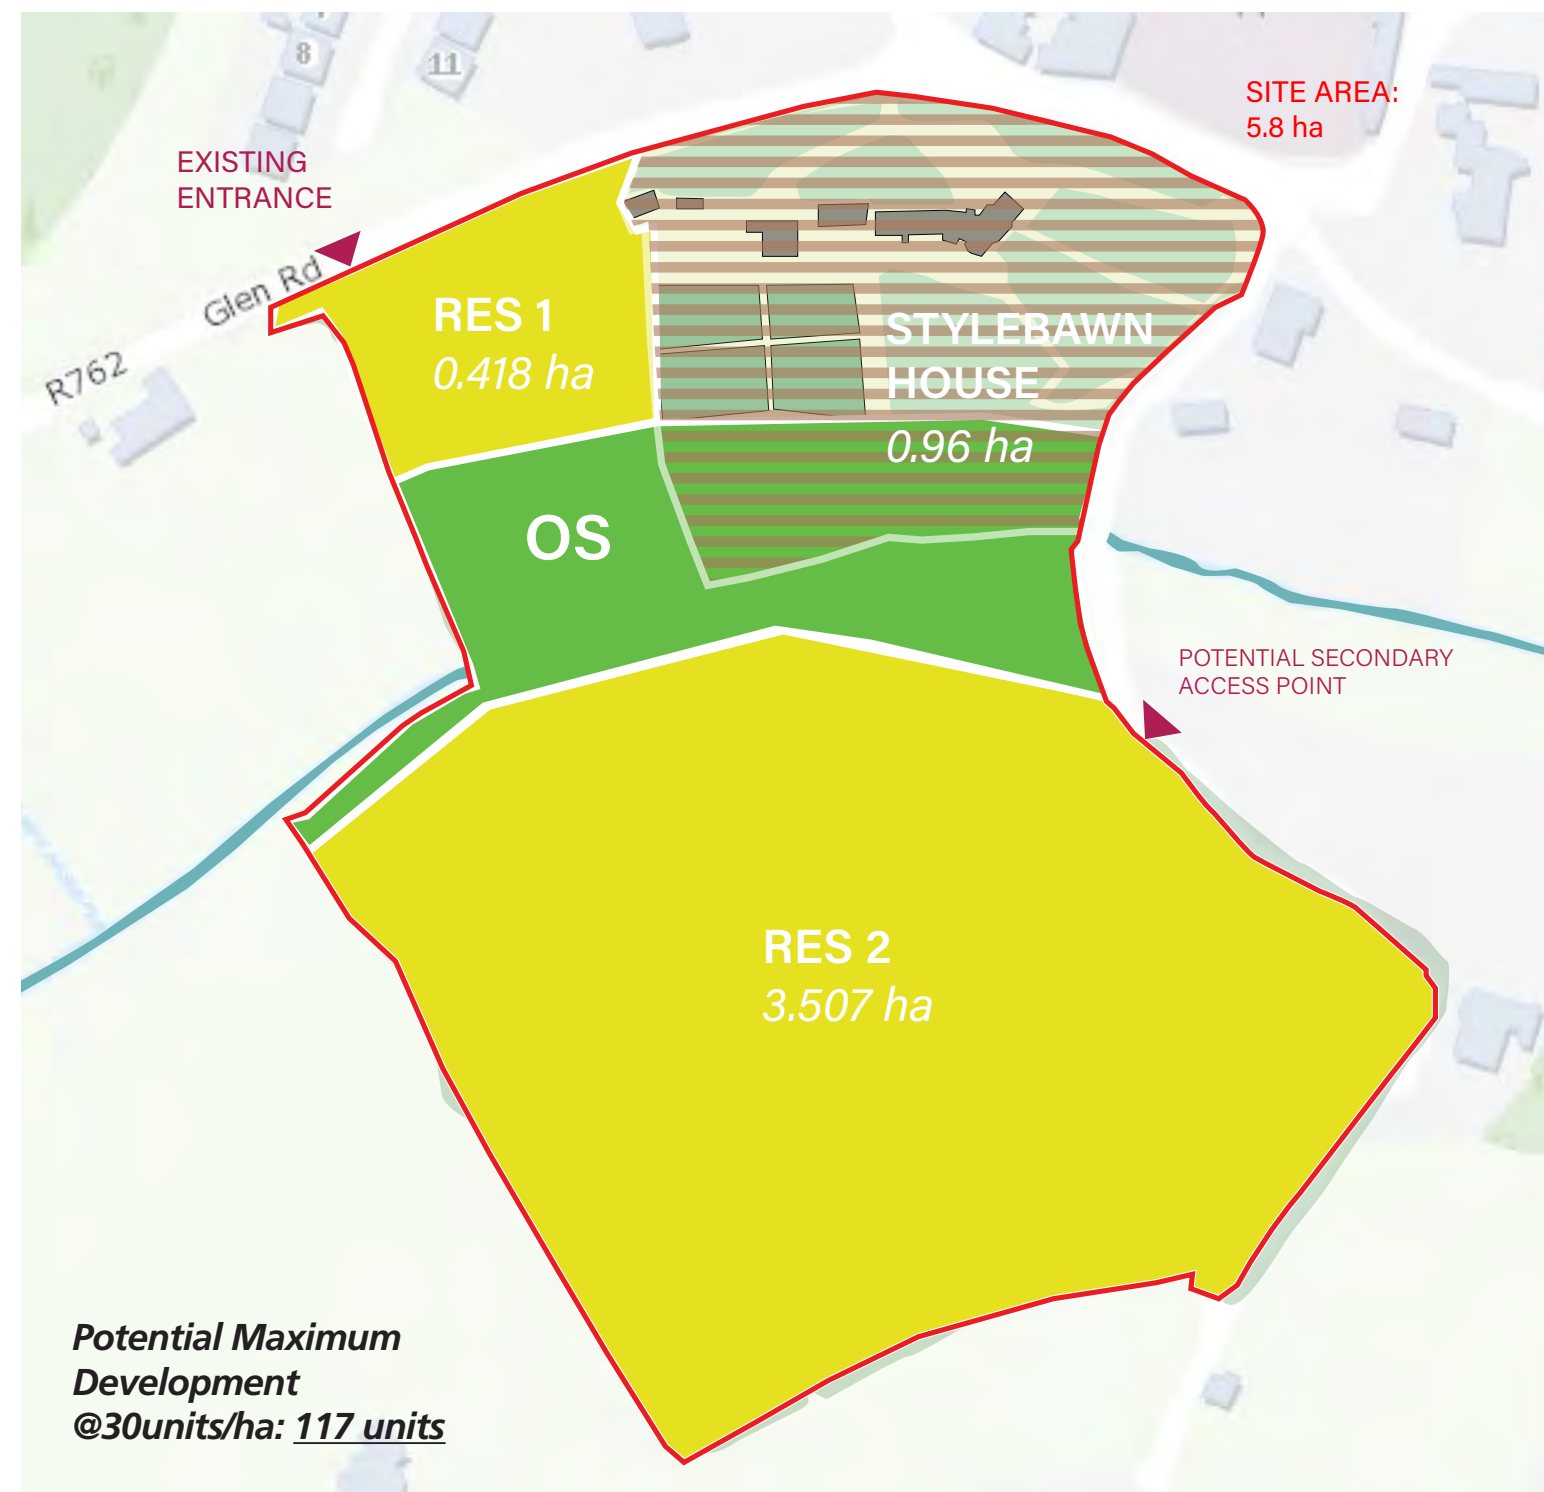 8
11
SITE AREA:
5.8 ha
EXISTING
ENTRANCE
Glen Rd
R762
RES 1
0.418 ha
STYLEBAWN
HOUSE
0.96 ha
OS
POTENTIAL SECONDARY
ACCESS POINT
RES 2
3.507 ha
Potential Maximum
Development
@30units/ha: 117 units